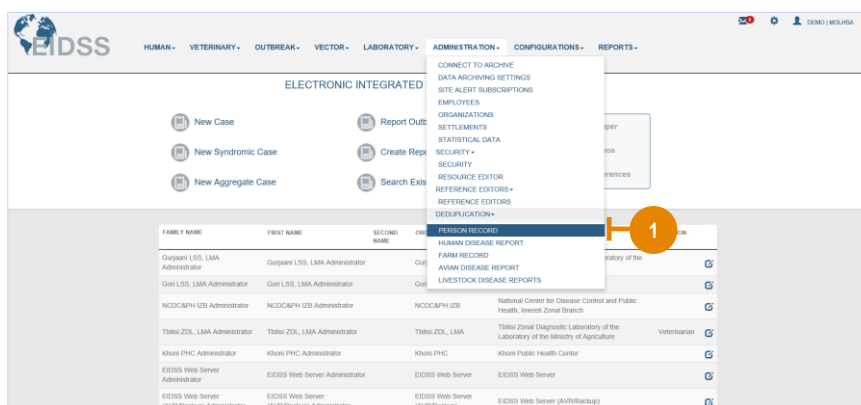 EIDSS
HUMAN VETERINARY OUTBREAK VECTOR LABORATORY ADMINISTRATION CONFIGURATIONS REPORTS
DEMO | MOLHSA
CONNECT TO ARCHIVE
DATA ARCHIVING SETTINGS
SITE ALERT SUBSCRIPTIONS
EMPLOYEES
ORGANIZATIONS
SETTLEMENTS
STATISTICAL DATA
SECURITY
SECURITY
RESOURCE EDITOR
REFERENCE EDITORS
REFERENCE EDITORS
DEDUPLICATION
PERSON RECORD
HUMAN DISEASE REPORT
FARM RECORD
AVIAN DISEASE REPORT
LIVESTOCK DISEASE REPORTS
1
ELECTRONIC INTEGRATED
New Case
Report Outb
New Syndromic Case
Create Repo
New Aggregate Case
Search Exis
FAMILY NAME FIRST NAME SECOND NAME
Gurjaani LSS, LMA Administrator Gurjaani LSS, LMA Administrator
Gori LSS, LMA Administrator Gori LSS, LMA Administrator
NCDC&PH IZB Administrator NCDC&PH IZB Administrator NCDC&PH IZB National Center for Disease Control and Public Health, Imereti Zonal Branch
Tbilisi ZDL, LMA Administrator Tbilisi ZDL, LMA Administrator Tbilisi ZDL, LMA Tbilisi Zonal Diagnostic Laboratory of the Laboratory of the Ministry of Agriculture Veterinarian
Khoni PHC Administrator Khoni PHC Administrator Khoni PHC Khoni Public Health Center
EIDSS Web Server Administrator EIDSS Web Server Administrator EIDSS Web Server EIDSS Web Server
EIDSS Web Server EIDSS Web Server EIDSS Web Server EIDSS Web Server (AVR/Backup)